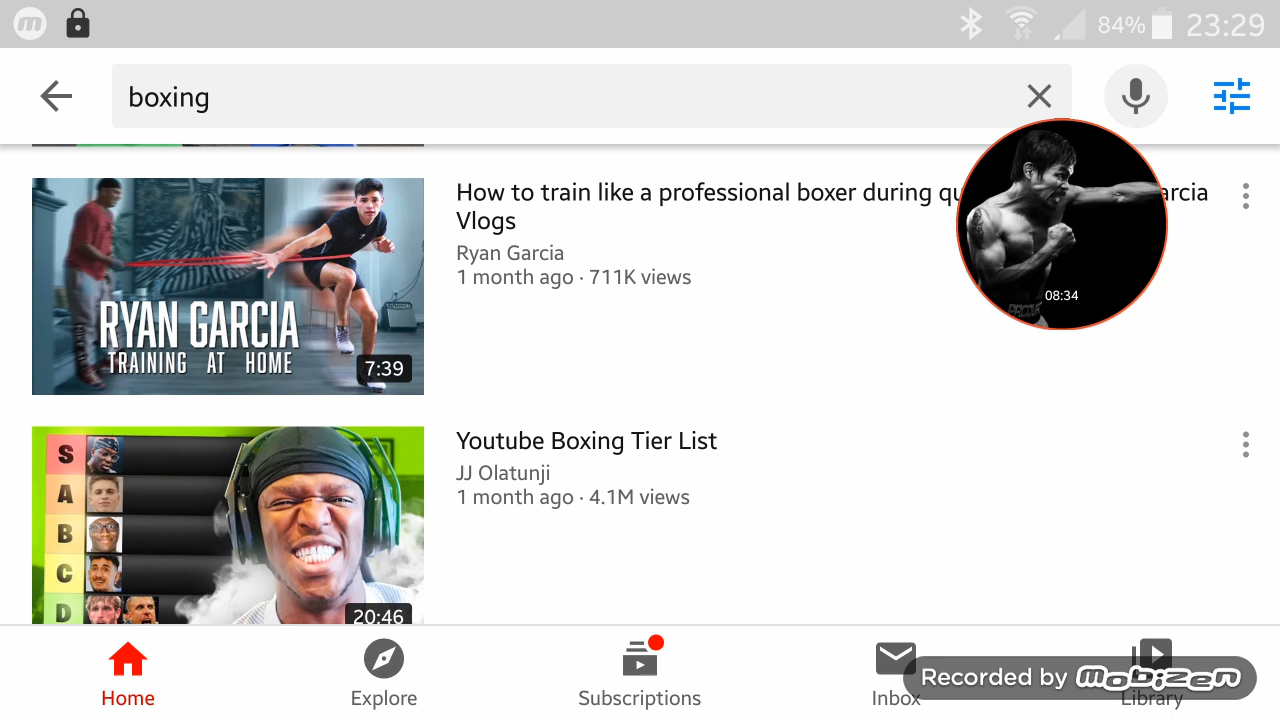 84% 23:29
boxing
How to train like a professional boxer during qu
arcia
Vlogs
Ryan Garcia
1 month ago · 711K views
08:34
RYAN GARCIA
TRAINING AT HOME
7:39
Youtube Boxing Tier List
JJ Olatunji
1 month ago · 4.1M views
S
A
B
C
D
20:46
Home
Explore
Subscriptions
Inbox
Library
Recorded by mobizen